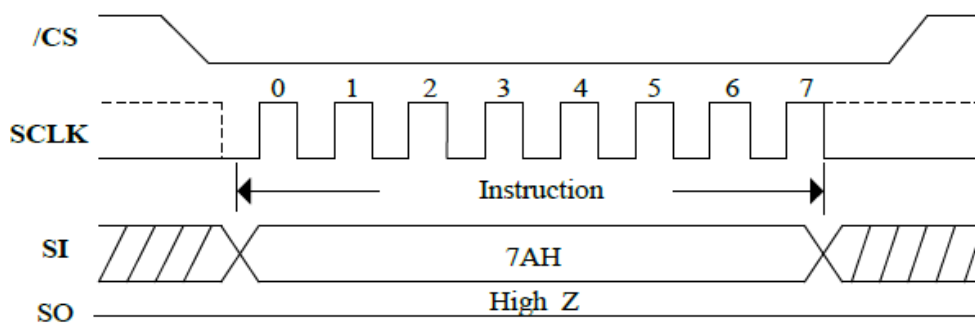 /CS
0 1 2 3 4 5 6 7
SCLK
Instruction
SI
7AH
High Z
SO